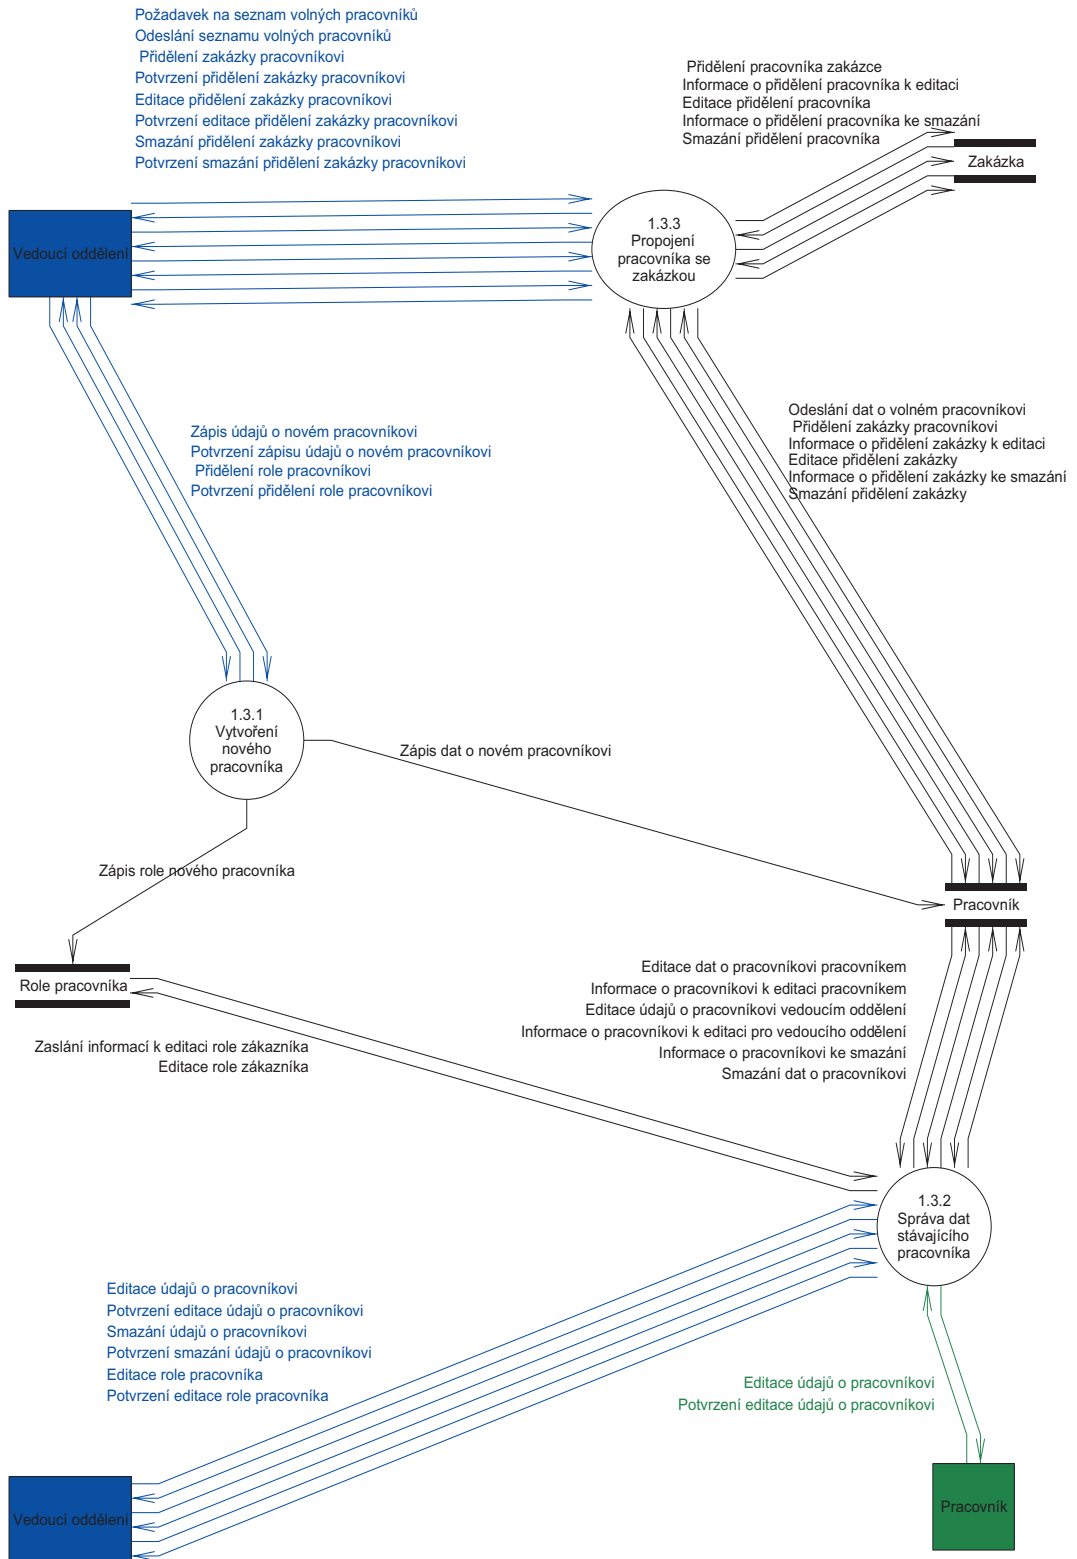 Požadavek na seznam volných pracovníků
Odeslání seznamu volných pracovníků
Přidělení zakázky pracovníkovi
Potvrzení přidělení zakázky pracovníkovi
Editace přidělení zakázky pracovníkovi
Potvrzení editace přidělení zakázky pracovníkovi
Smazání přidělení zakázky pracovníkovi
Potvrzení smazání přidělení zakázky pracovníkovi
Přidělení pracovníka zakázce
Informace o přidělení pracovníka k editaci
Editace přidělení pracovníka
Informace o přidělení pracovníka ke smazání
Smazání přidělení pracovníka
Zakázka
Vedoucí oddělení
1.3.3
Propojení
pracovníka se
zakázkou
Odeslání dat o volném pracovníkovi
Přidělení zakázky pracovníkovi
Informace o přidělení zakázky k editaci
Editace přidělení zakázky
Informace o přidělení zakázky ke smazání
Smazání přidělení zakázky
Zápis údajů o novém pracovníkovi
Potvrzení zápisu údajů o novém pracovníkovi
Přidělení role pracovníkovi
Potvrzení přidělení role pracovníkovi
1.3.1
Vytvoření
nového
pracovníka
Zápis dat o novém pracovníkovi
Zápis role nového pracovníka
Pracovník
Role pracovníka
Editace dat o pracovníkovi pracovníkem
Informace o pracovníkovi k editaci pracovníkem
Editace údajů o pracovníkovi vedoucím oddělení
Informace o pracovníkovi k editaci pro vedoucího oddělení
Informace o pracovníkovi ke smazání
Smazání dat o pracovníkovi
Zaslání informací k editaci role zákazníka
Editace role zákazníka
1.3.2
Správa dat
stávajícího
pracovníka
Editace údajů o pracovníkovi
Potvrzení editace údajů o pracovníkovi
Smazání údajů o pracovníkovi
Potvrzení smazání údajů o pracovníkovi
Editace role pracovníka
Potvrzení editace role pracovníka
Editace údajů o pracovníkovi
Potvrzení editace údajů o pracovníkovi
Vedoucí oddělení
Pracovník